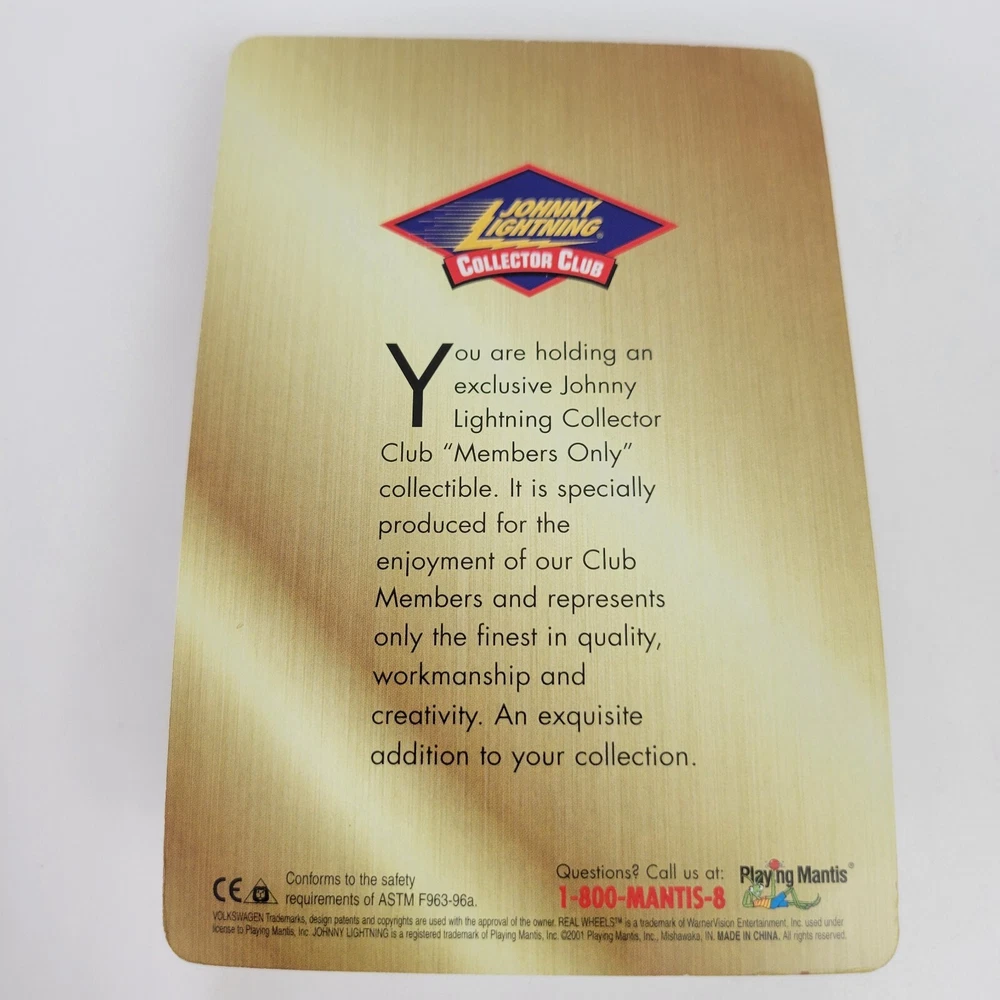 JOHNNY
LIGHTNING®
COLLECTOR CLUB
You are holding an
exclusive Johnny
Lightning Collector
Club “Members Only”
collectible. It is specially
produced for the
enjoyment of our Club
Members and represents
only the finest in quality,
workmanship and
creativity. An exquisite
addition to your collection.
CE
Conforms to the safety
requirements of ASTM F963-96a.
Questions? Call us at:
1-800-MANTIS-8
Playing Mantis®
VOLKSWAGEN Trademarks, design patents and copyrights are used with the approval of the owner. REAL WHEELS™ is a trademark of WarnerVision Entertainment, Inc. used under
license to Playing Mantis, Inc. JOHNNY LIGHTNING is a registered trademark of Playing Mantis, Inc. ©2001 Playing Mantis, Inc., Mishawaka, IN. MADE IN CHINA. All rights reserved.